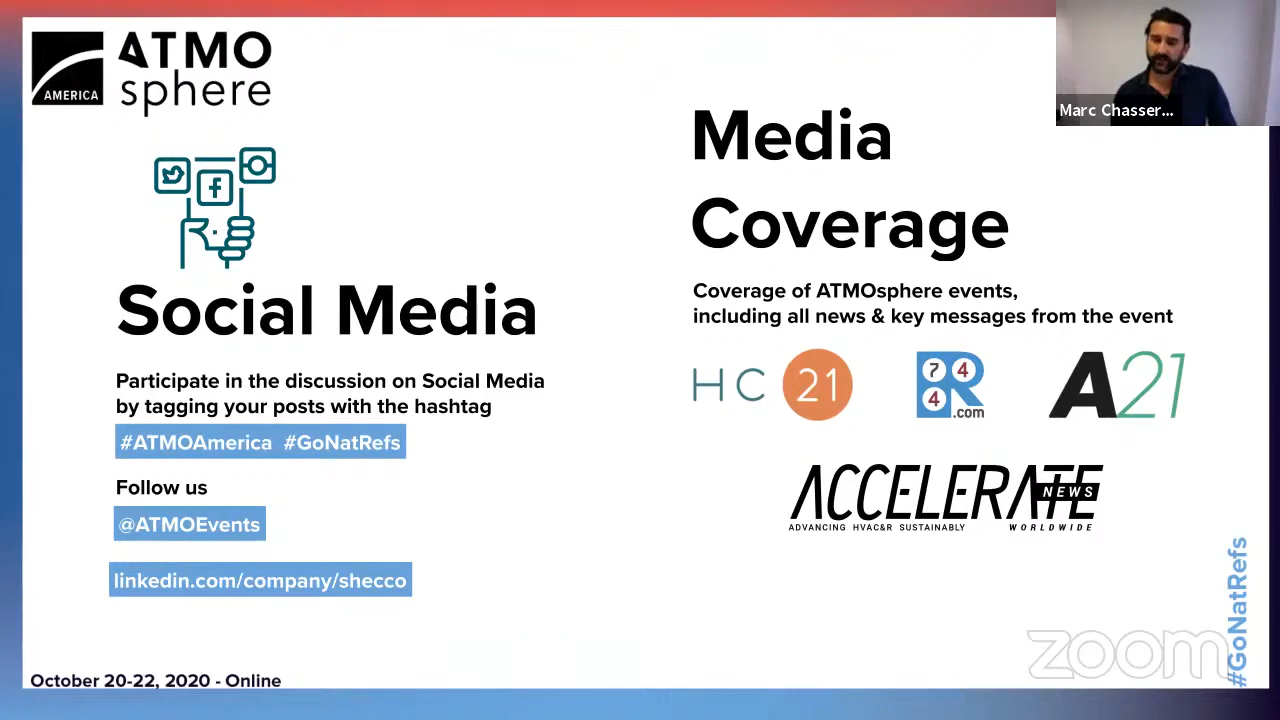 ATMO
sphere
AMERICA
Marc Chasser...
Social Media
Participate in the discussion on Social Media
by tagging your posts with the hashtag
#ATMOAmerica #GoNatRefs
Follow us
@ATMOEvents
linkedin.com/company/shecco
Media
Coverage
Coverage of ATMOsphere events,
including all news & key messages from the event
HC 21
R744.com
A21
ACCELERATE
NEWS
ADVANCING HVAC&R SUSTAINABLY WORLDWIDE
#GoNatRefs
zoom
October 20-22, 2020 - Online